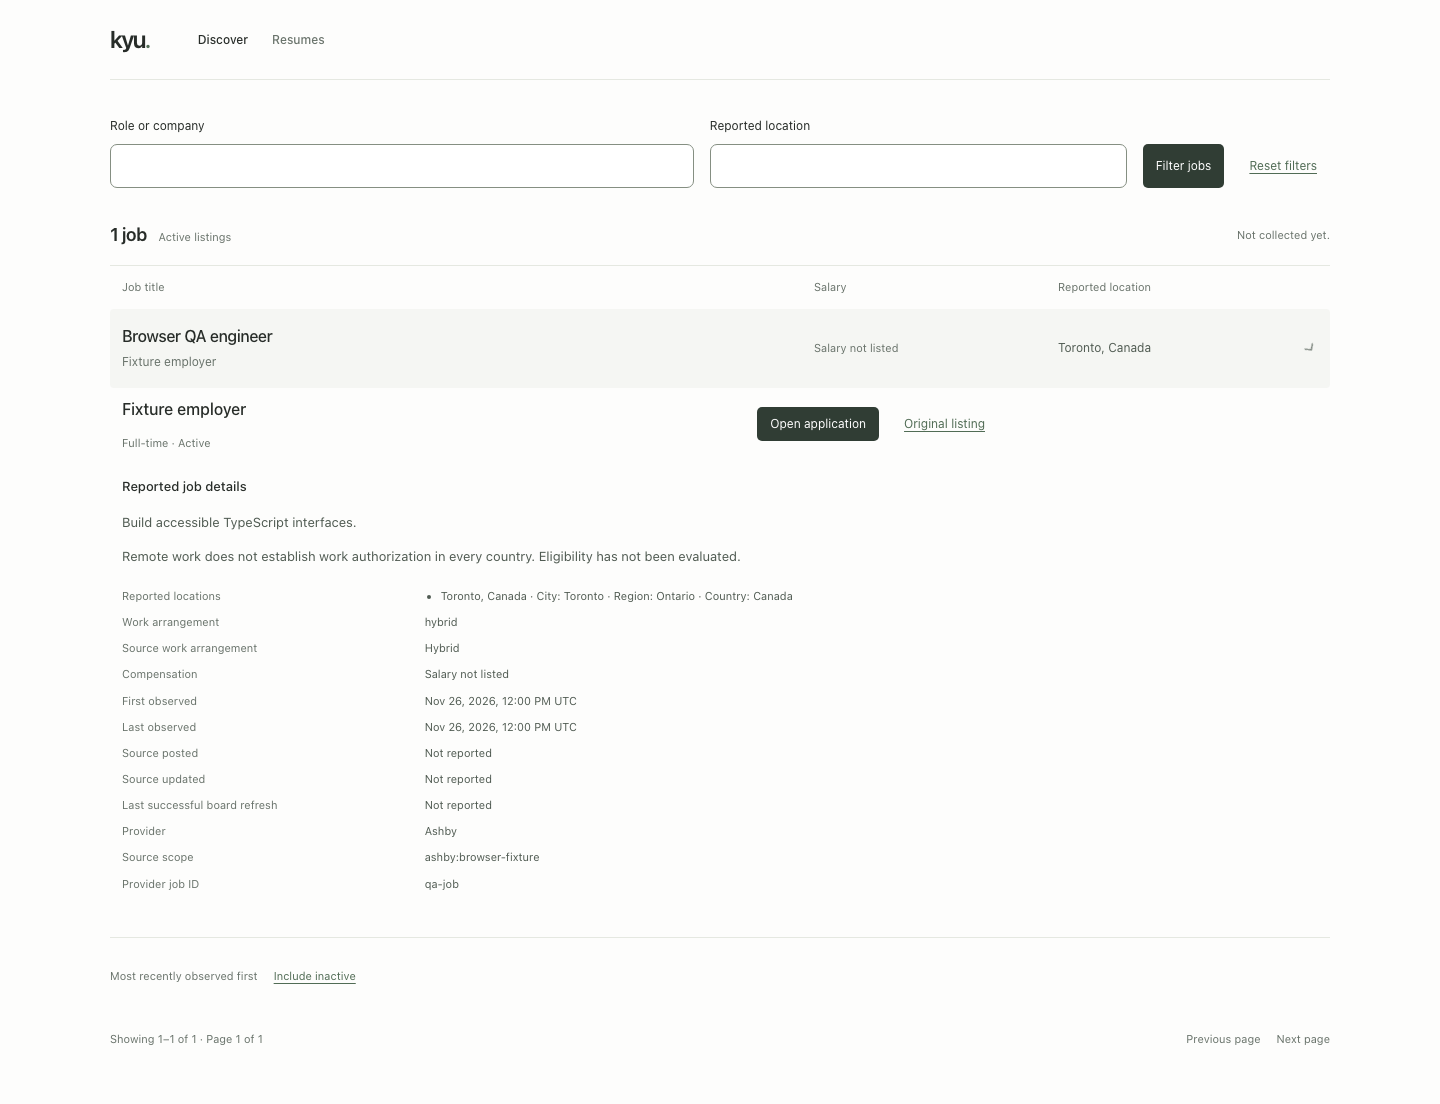 kyu.
Discover
Resumes
Role or company
Reported location
Filter jobs
Reset filters
1 job
Active listings
Not collected yet.
Job title
Salary
Reported location
Browser QA engineer
Fixture employer
Salary not listed
Toronto, Canada
Fixture employer
Full-time · Active
Open application
Original listing
Reported job details
Build accessible TypeScript interfaces.
Remote work does not establish work authorization in every country. Eligibility has not been evaluated.
Reported locations
• Toronto, Canada · City: Toronto · Region: Ontario · Country: Canada
Work arrangement
hybrid
Source work arrangement
Hybrid
Compensation
Salary not listed
First observed
Nov 26, 2026, 12:00 PM UTC
Last observed
Nov 26, 2026, 12:00 PM UTC
Source posted
Not reported
Source updated
Not reported
Last successful board refresh
Not reported
Provider
Ashby
Source scope
ashby:browser-fixture
Provider job ID
qa-job
Most recently observed first
Include inactive
Showing 1–1 of 1 · Page 1 of 1
Previous page
Next page